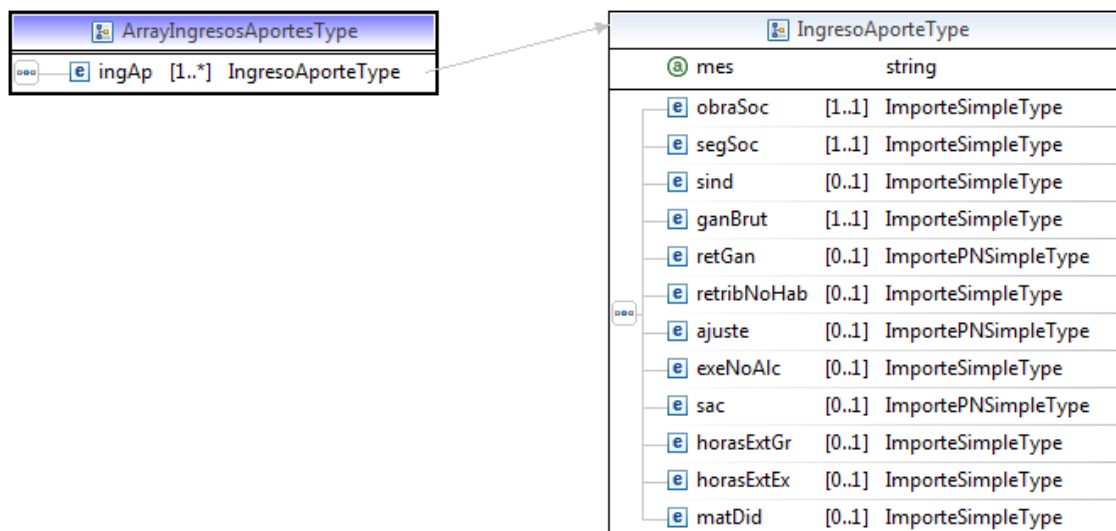 ArrayIngresosAportesType
e ingAp [1..*] IngresoAporteType
IngresoAporteType
a mes string
e obraSoc [1..1] ImporteSimpleType
e segSoc [1..1] ImporteSimpleType
e sind [0..1] ImporteSimpleType
e ganBrut [1..1] ImporteSimpleType
e retGan [0..1] ImportePNSimpleType
e retribNoHab [0..1] ImporteSimpleType
e ajuste [0..1] ImportePNSimpleType
e exeNoAlc [0..1] ImporteSimpleType
e sac [0..1] ImportePNSimpleType
e horasExtGr [0..1] ImporteSimpleType
e horasExtEx [0..1] ImporteSimpleType
e matDid [0..1] ImporteSimpleType